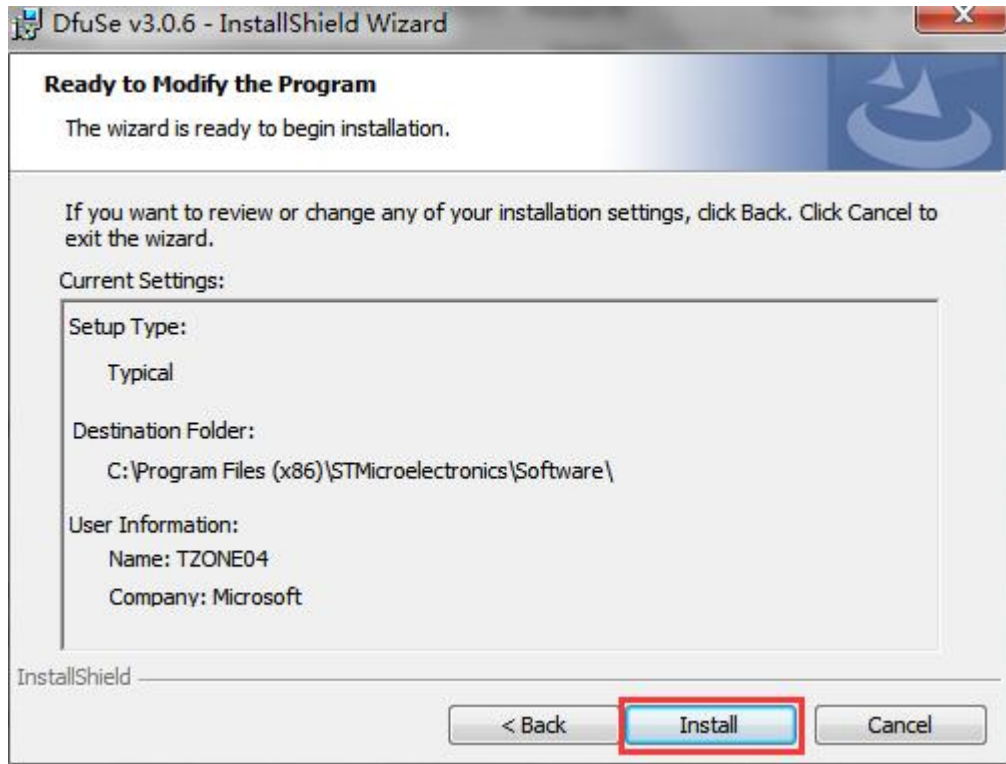 DfuSe v3.0.6 - InstallShield Wizard
X
Ready to Modify the Program
The wizard is ready to begin installation.
If you want to review or change any of your installation settings, click Back. Click Cancel to
exit the wizard.
Current Settings:
Setup Type:
Typical
Destination Folder:
C:\Program Files (x86)\STMicroelectronics\Software\
User Information:
Name: TZONE04
Company: Microsoft
InstallShield
< Back
Install
Cancel